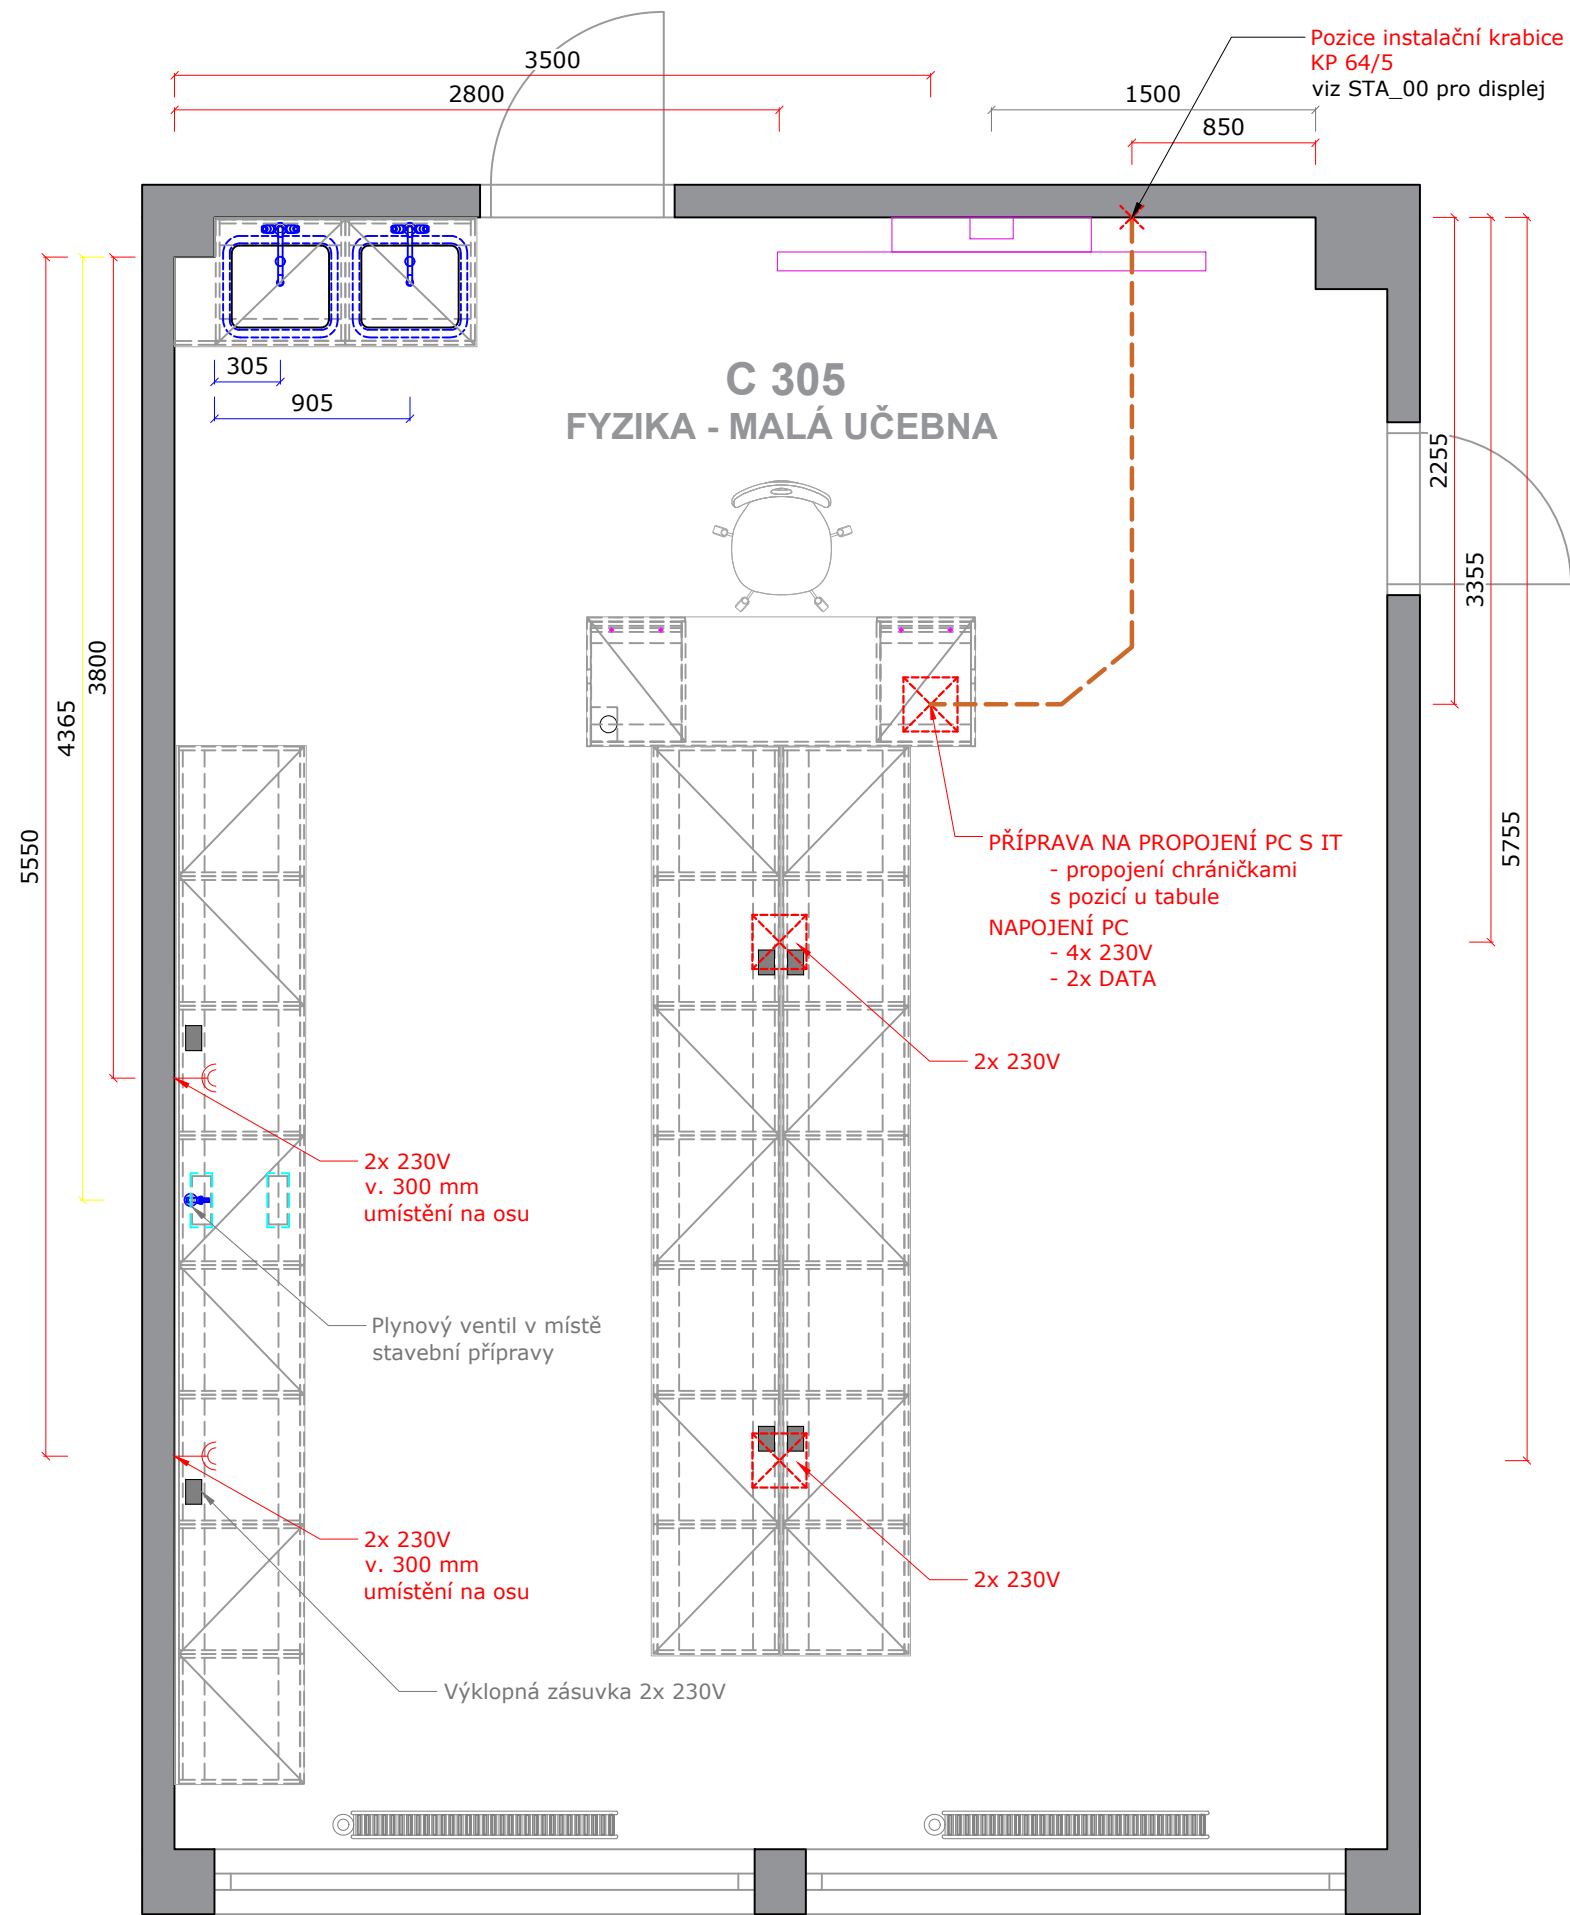 3500
2800
1500
850
Pozice instalační krabice
KP 64/5
viz STA_00 pro displej
305
905
C 305
FYZIKA - MALÁ UČEBNA
2255
3355
5755
3800
4365
5550
PŘÍPRAVA NA PROPOJENÍ PC S IT
- propojení chráničkami
s pozicí u tabule
NAPOJENÍ PC
- 4x 230V
- 2x DATA
2x 230V
2x 230V
v. 300 mm
umístění na osu
Plynový ventil v místě
stavební přípravy
2x 230V
v. 300 mm
umístění na osu
2x 230V
Výklopná zásuvka 2x 230V